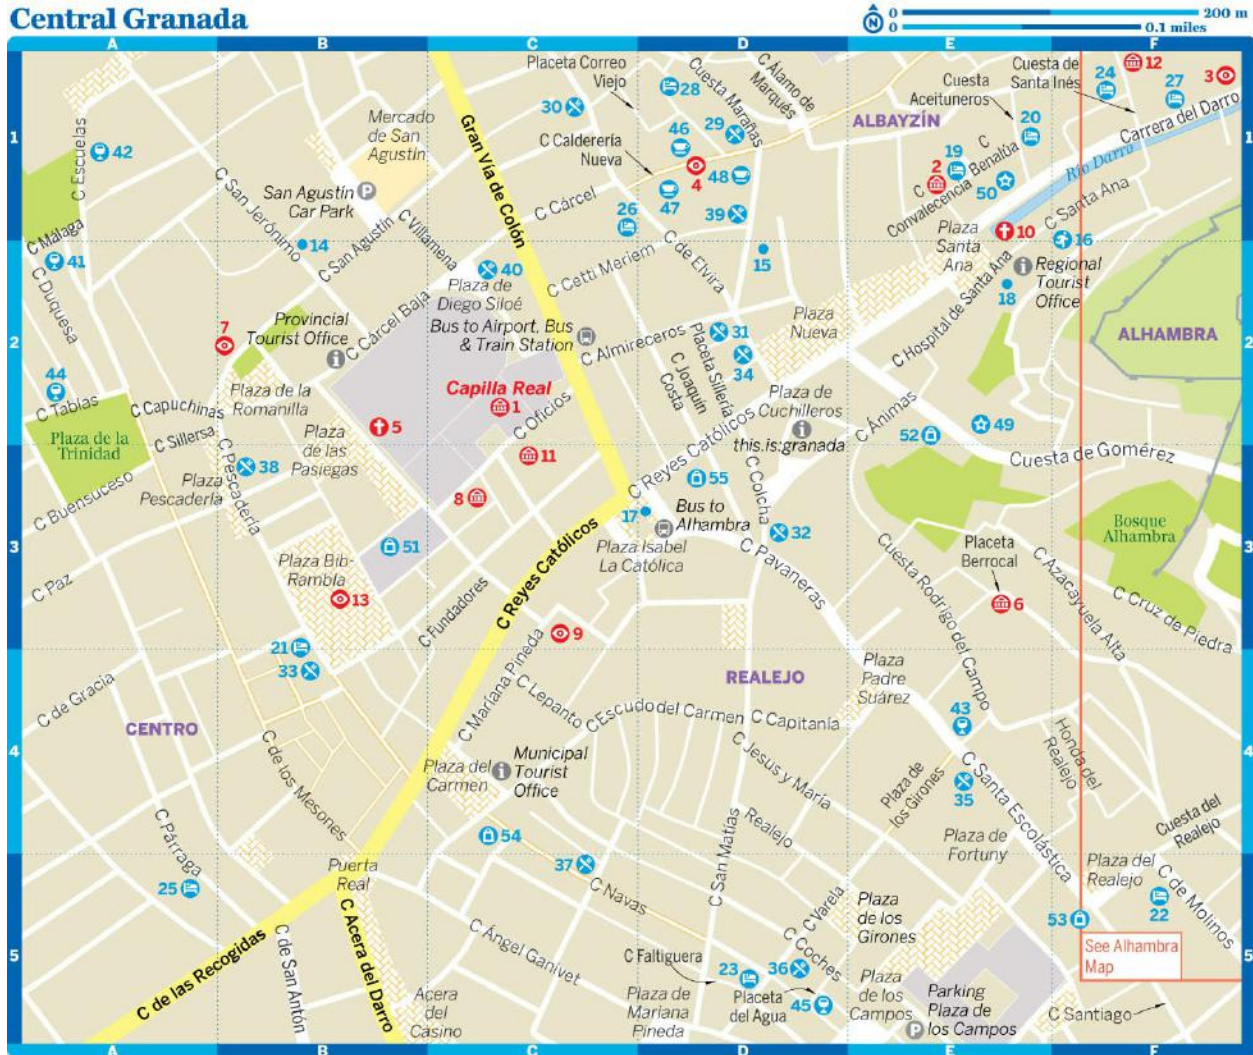 Central Granada
0 200 m
N
0 0.1 miles
A B C D E F
1
2
3
4
5
Placeta Correo
Viejo
28
Cuesta Marañas
C Álamo de
Marqués
Cuesta
Aceituneros
Cuesta de
Santa Inés
24
12
27
3
30
29
46
ALBAYZÍN
20
Carrera del Darro
Mercado
de San
Agustín
Gran Vía de Colón
C Calderería
Nueva
4
48
47
2
19
C
Convalecencia
C
Benalúa
50
Río Darro
C Escuelas
42
C San Jerónimo
San Agustín
Car Park
P
C Villamena
C Cárcel
26
39
Plaza
Santa
Ana
10
C Santa Ana
16
C Málaga
41
14
C San Agustín
40
C Cetti Meriem
C de Elvira
15
Regional
Tourist
Office
18
C Hospital de Santa Ana
C Duquesa
7
Provincial
Tourist Office
C Cárcel Baja
Plaza de
Diego Siloé
Bus to Airport, Bus
& Train Station
C Almireceros
31
34
Plaza
Nueva
ALHAMBRA
44
C Tablas
C Capuchinas
Plaza de la
Romanilla
Capilla Real
1
C Oficios
C Joaquín
Costa
Placeta Sillería
Plaza de
Cuchilleros
this.is:granada
C Ánimas
52
49
Plaza de la
Trinidad
C Sillersa
5
Plaza
de las
Pasiegas
11
C Reyes Católicos
Cuesta de Gomérez
C Buensuceso
Plaza
Pescadería
C Pescadería
38
8
55
C Colcha
17
Bus to
Alhambra
32
Plaza Isabel
La Católica
C Pavaneras
Bosque
Alhambra
C Paz
Plaza Bib-
Rambla
51
13
C Reyes Católicos
C Fundadores
9
Cuesta Rodrigo del Campo
Placeta
Berrocal
6
C Azacayuela Alta
C Cruz de Piedra
21
33
C de Gracia
CENTRO
C Mariana Pineda
C Lepanto
C Escudo del Carmen
REALEJO
C Capitanía
Plaza
Padre
Suárez
43
Honda del
Realejo
C de los Mesones
Plaza del
Carmen
Municipal
Tourist
Office
C Jesus y María
Plaza de
los Girones
35
C Santa Escolástica
Cuesta del
Realejo
C Párraga
54
Realejo
C San Matías
Plaza de
Fortuny
25
Puerta
Real
37
C Navas
C Varela
Plaza
de los
Girones
Plaza del
Realejo
22
C de Molinos
53
C de las Recogidas
C de San Antón
C Acera del Darro
C Ángel Ganivet
C Faltiguera
23
36
C Coches
See Alhambra
Map
Acera
del
Casino
Plaza de
Mariana
Pineda
Placeta
del Agua
45
Plaza
de los
Campos
Parking
Plaza de
los Campos
P
C Santiago